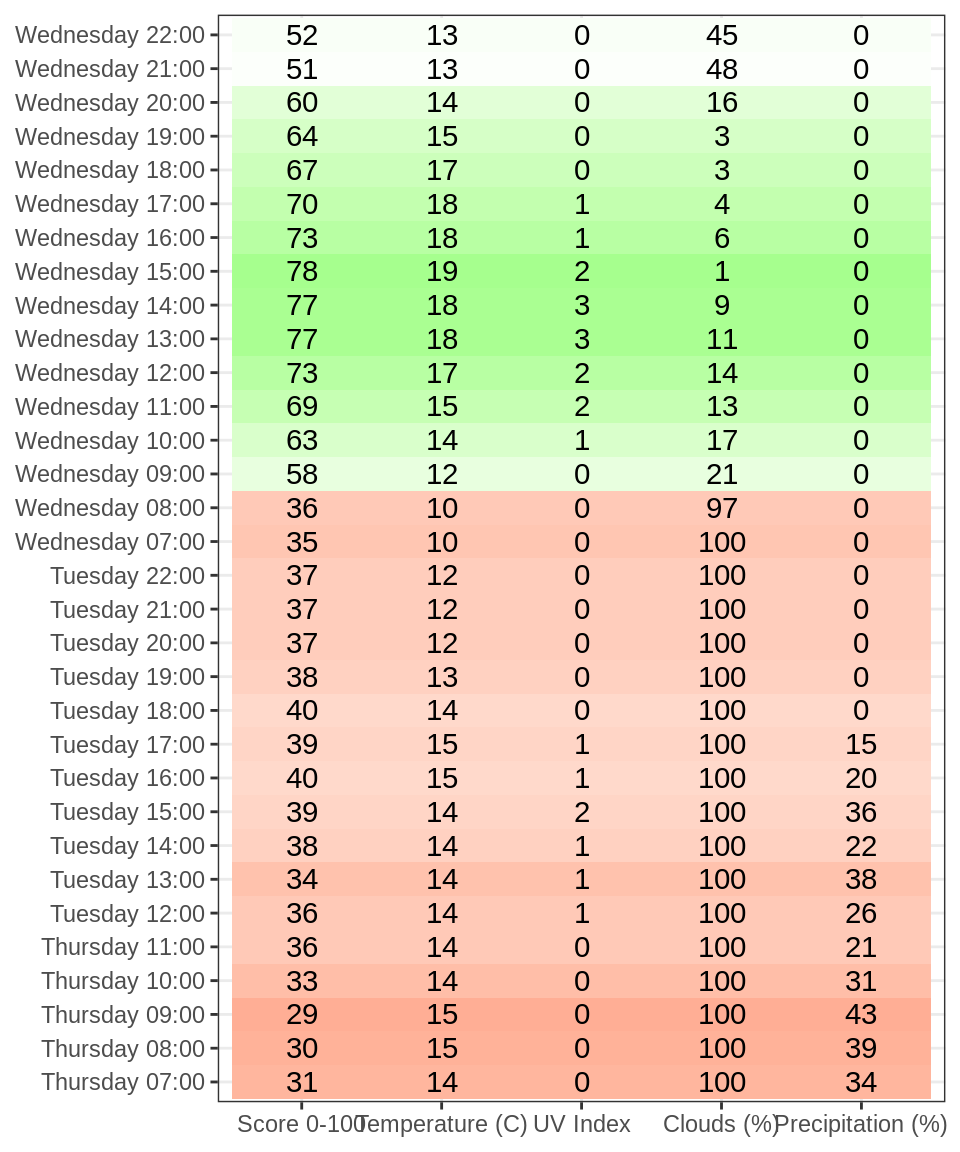 Wednesday 22:00 52 13 0 45 0
Wednesday 21:00 51 13 0 48 0
Wednesday 20:00 60 14 0 16 0
Wednesday 19:00 64 15 0 3 0
Wednesday 18:00 67 17 0 3 0
Wednesday 17:00 70 18 1 4 0
Wednesday 16:00 73 18 1 6 0
Wednesday 15:00 78 19 2 1 0
Wednesday 14:00 77 18 3 9 0
Wednesday 13:00 77 18 3 11 0
Wednesday 12:00 73 17 2 14 0
Wednesday 11:00 69 15 2 13 0
Wednesday 10:00 63 14 1 17 0
Wednesday 09:00 58 12 0 21 0
Wednesday 08:00 36 10 0 97 0
Wednesday 07:00 35 10 0 100 0
Tuesday 22:00 37 12 0 100 0
Tuesday 21:00 37 12 0 100 0
Tuesday 20:00 37 12 0 100 0
Tuesday 19:00 38 13 0 100 0
Tuesday 18:00 40 14 0 100 0
Tuesday 17:00 39 15 1 100 15
Tuesday 16:00 40 15 1 100 20
Tuesday 15:00 39 14 2 100 36
Tuesday 14:00 38 14 1 100 22
Tuesday 13:00 34 14 1 100 38
Tuesday 12:00 36 14 1 100 26
Thursday 11:00 36 14 0 100 21
Thursday 10:00 33 14 0 100 31
Thursday 09:00 29 15 0 100 43
Thursday 08:00 30 15 0 100 39
Thursday 07:00 31 14 0 100 34
Score 0-100 Temperature (C) UV Index Clouds (%) Precipitation (%)